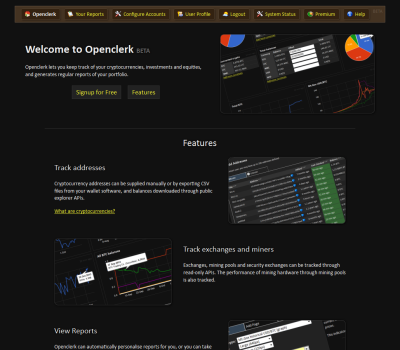 Openclerk Your Reports Configure Accounts User Profile Logout System Status Premium Help
Welcome to Openclerk BETA
Openclerk lets you keep track of your cryptocurrencies, investments and equities,
and generates regular reports of your portfolio.
Signup for Free Features
Features
Track addresses
Cryptocurrency addresses can be supplied manually or by exporting CSV
files from your wallet software, and balances downloaded through public
explorer APIs.
What are cryptocurrencies?
Track exchanges and miners
Exchanges, mining pools and security exchanges can be tracked through
read-only APIs. The performance of mining hardware through mining pools
is also tracked.
View Reports
Openclerk can automatically personalise reports for you, or you can take